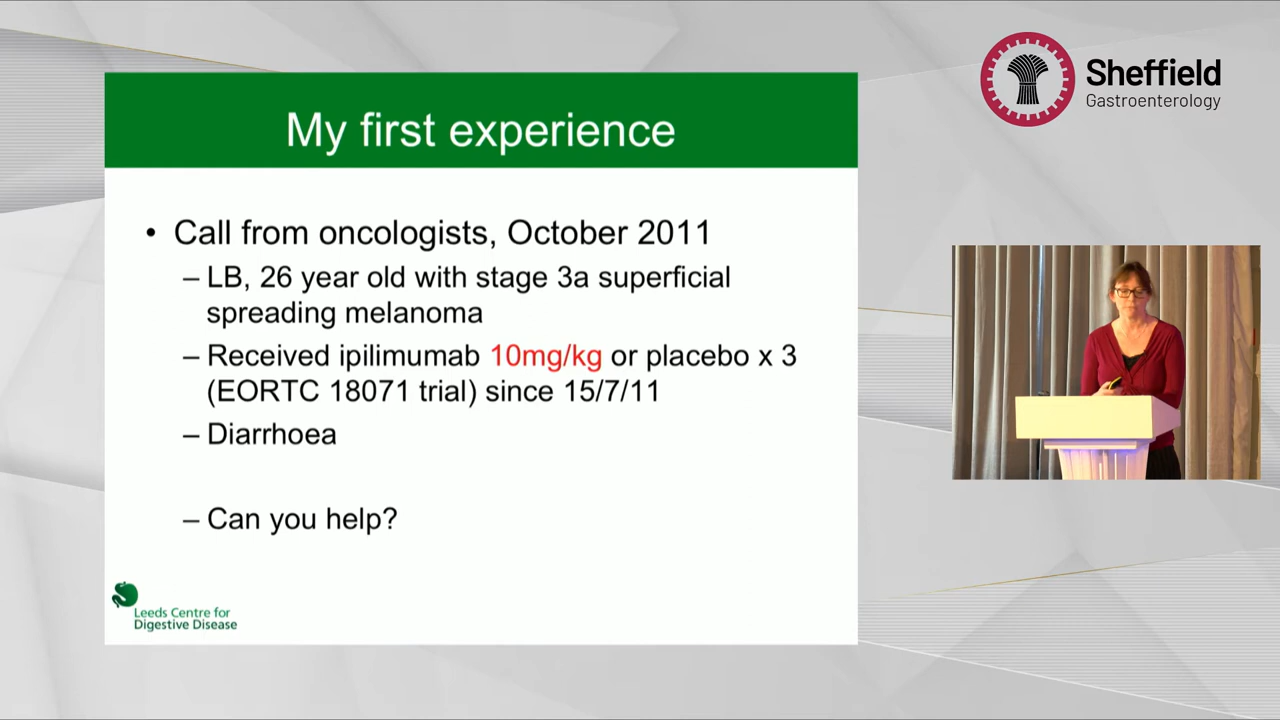 Sheffield
Gastroenterology
My first experience
• Call from oncologists, October 2011
– LB, 26 year old with stage 3a superficial
spreading melanoma
– Received ipilimumab 10mg/kg or placebo x 3
(EORTC 18071 trial) since 15/7/11
– Diarrhoea
– Can you help?
Leeds Centre for
Digestive Disease